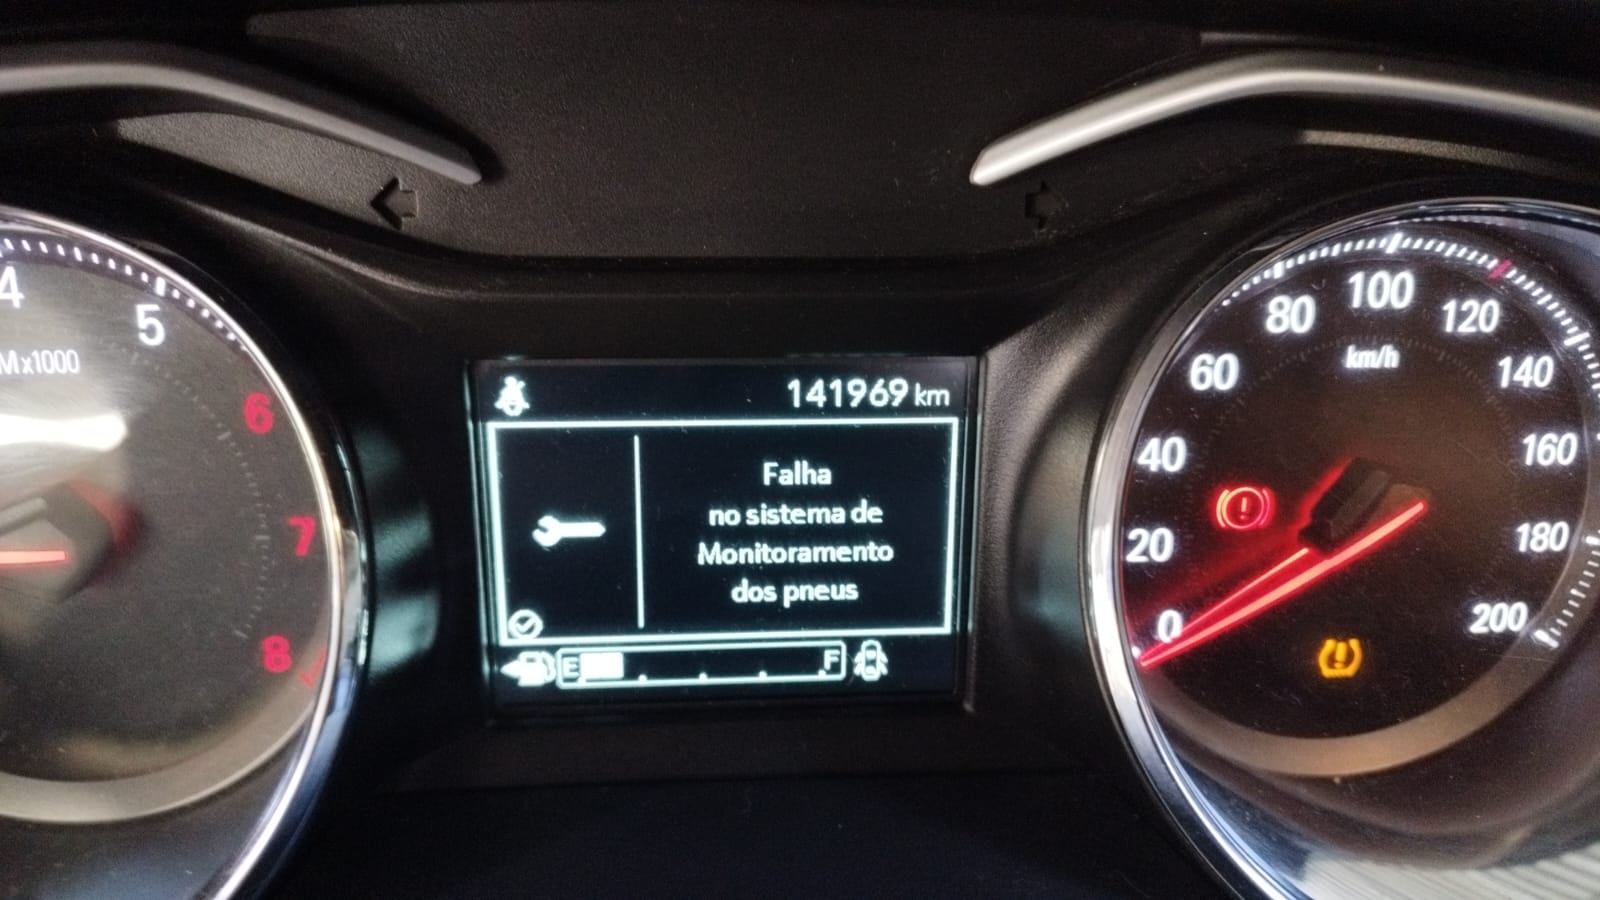 4
5
Mx1000
6
7
8
141969 km
Falha
no sistema de
Monitoramento
dos pneus
E
F
0
20
40
60
80
100
120
140
160
180
200
km/h